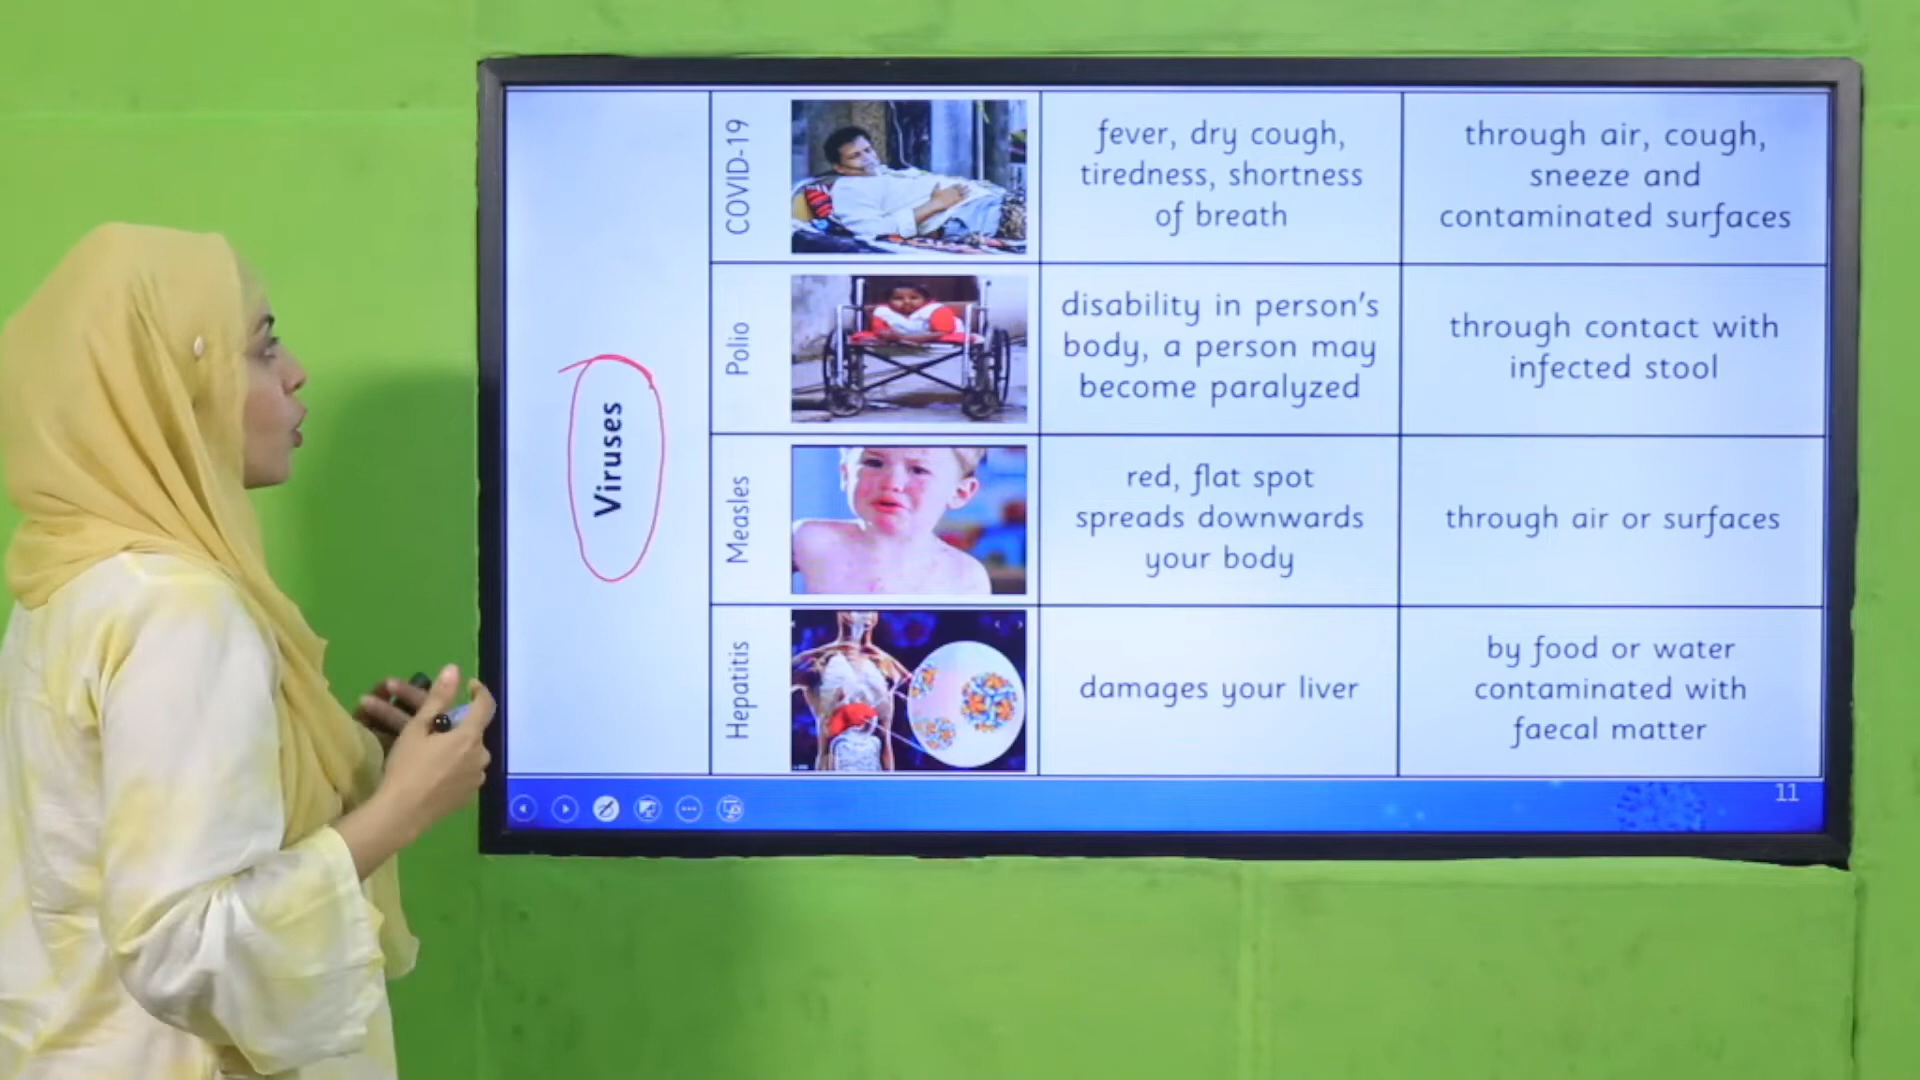 Viruses
COVID-19
fever, dry cough,
tiredness, shortness
of breath
through air, cough,
sneeze and
contaminated surfaces
Polio
disability in person's
body, a person may
become paralyzed
through contact with
infected stool
Measles
red, flat spot
spreads downwards
your body
through air or surfaces
Hepatitis
damages your liver
by food or water
contaminated with
faecal matter
11